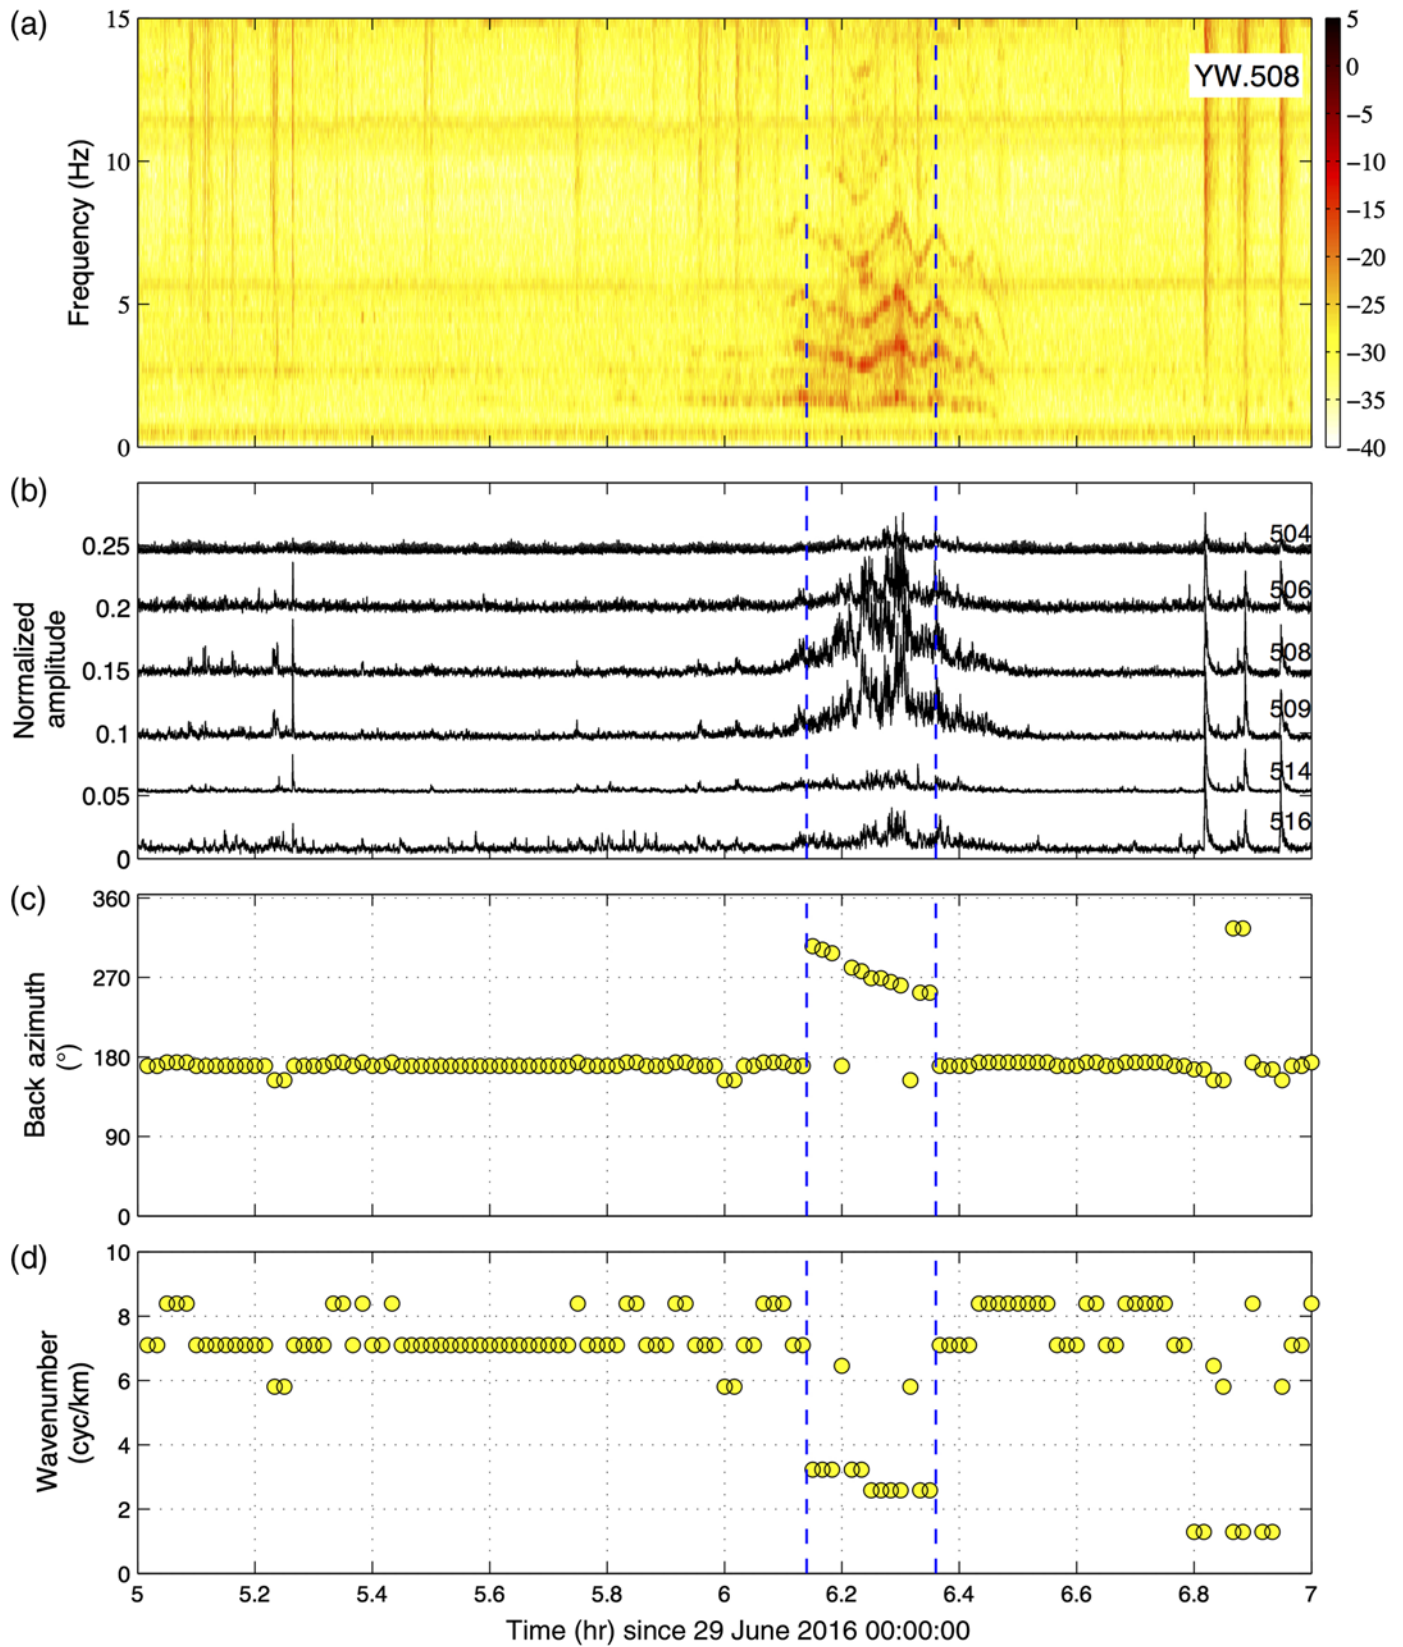 (a)
15
10
5
0
Frequency (Hz)
YW.508
5
0
−5
−10
−15
−20
−25
−30
−35
−40
(b)
0.25
0.2
0.15
0.1
0.05
0
Normalized
amplitude
504
506
508
509
514
516
(c)
360
270
180
90
0
Back azimuth
(°)
(d)
10
8
6
4
2
0
Wavenumber
(cyc/km)
5 5.2 5.4 5.6 5.8 6 6.2 6.4 6.6 6.8 7
Time (hr) since 29 June 2016 00:00:00